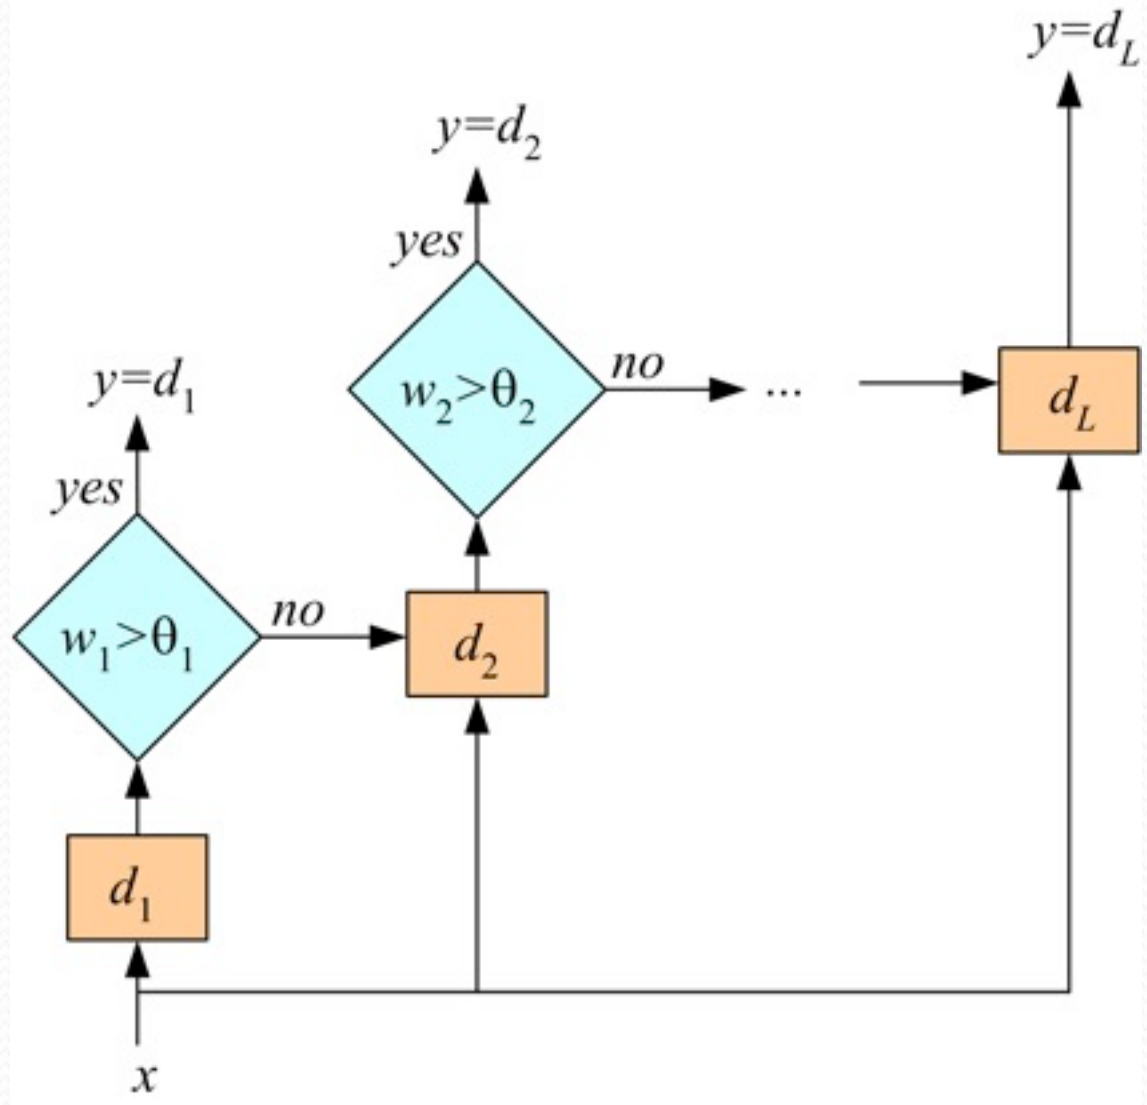 y=d_L
y=d_2
yes
w_2>θ_2
no
...
d_L
y=d_1
yes
w_1>θ_1
no
d_2
d_1
x